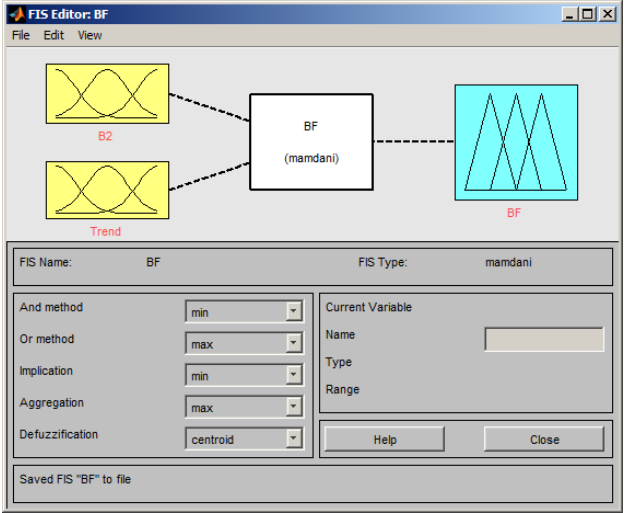 FIS Editor: BF
File Edit View
B2
Trend
BF
(mamdani)
BF
FIS Name: BF FIS Type: mamdani
And method min
Or method max
Implication min
Aggregation max
Defuzzification centroid
Current Variable
Name
Type
Range
Help Close
Saved FIS "BF" to file